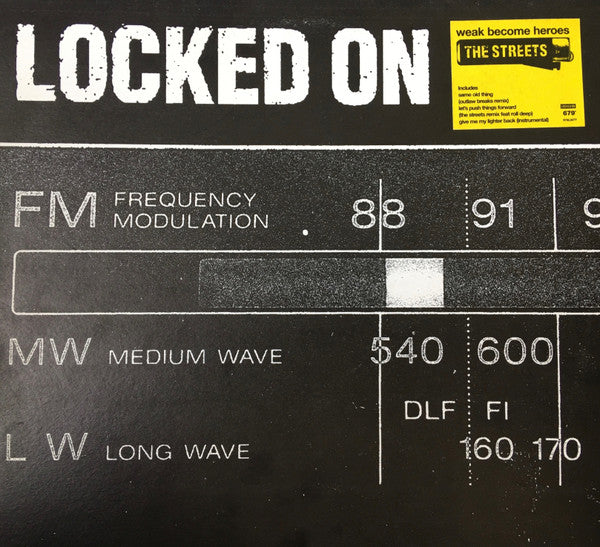 LOCKED ON
weak become heroes
THE STREETS
Includes
same old thing
(outlaw breaks remix)
let's push things forward
(the streets remix feat roll deep)
give me my lighter back (instrumental)
679
FM FREQUENCY
MODULATION
88 91 9
MW MEDIUM WAVE 540 600
DLF FI
LW LONG WAVE 160 170